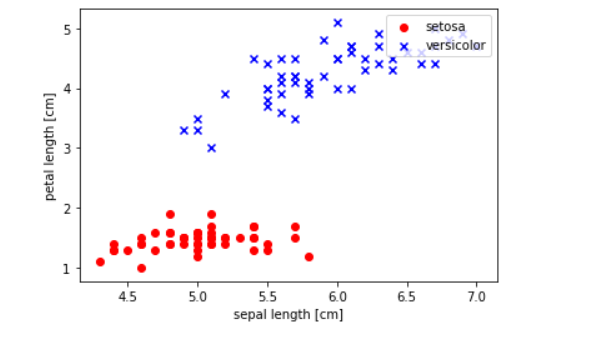 setosa
versicolor
5
4
3
2
1
petal length [cm]
4.5 5.0 5.5 6.0 6.5 7.0
sepal length [cm]